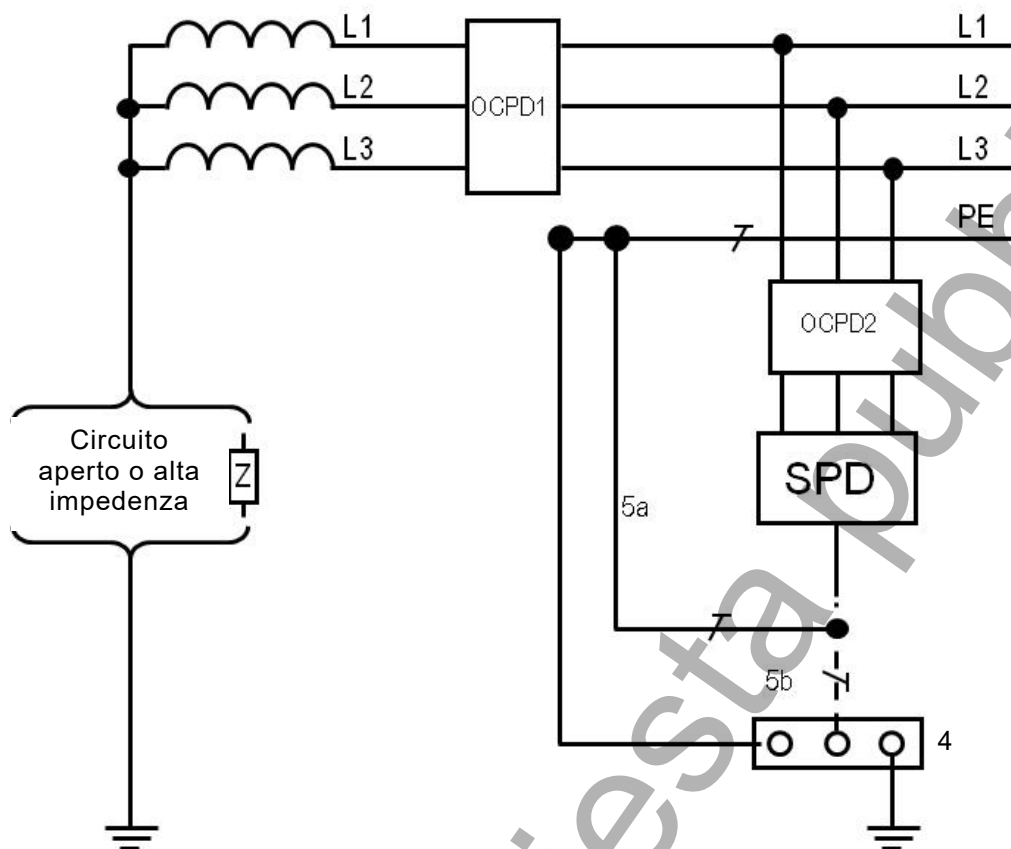 L1
L1
L2
L2
OCPD1
L3
L3
PE
OCPD2
Circuito
aperto o alta
impedenza
Z
SPD
5a
5b
4